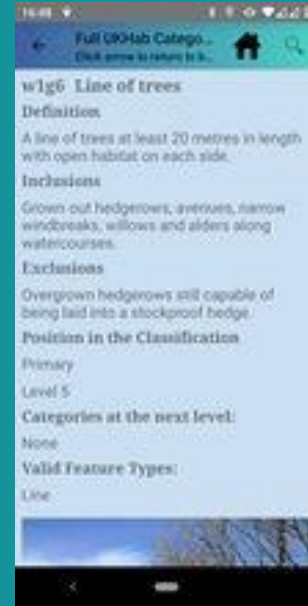 16:48
Full UKHab Catego...
Click arrow to return to b...
w1g6 Line of trees
Definition
A line of trees at least 20 metres in length
with open habitat on each side.
Inclusions
Grown out hedgerows, avenues, narrow
windbreaks, willows and alders along
watercourses.
Exclusions
Overgrown hedgerows still capable of
being laid into a stockproof hedge.
Position in the Classification
Primary
Level 5
Categories at the next level:
None
Valid Feature Types:
Line